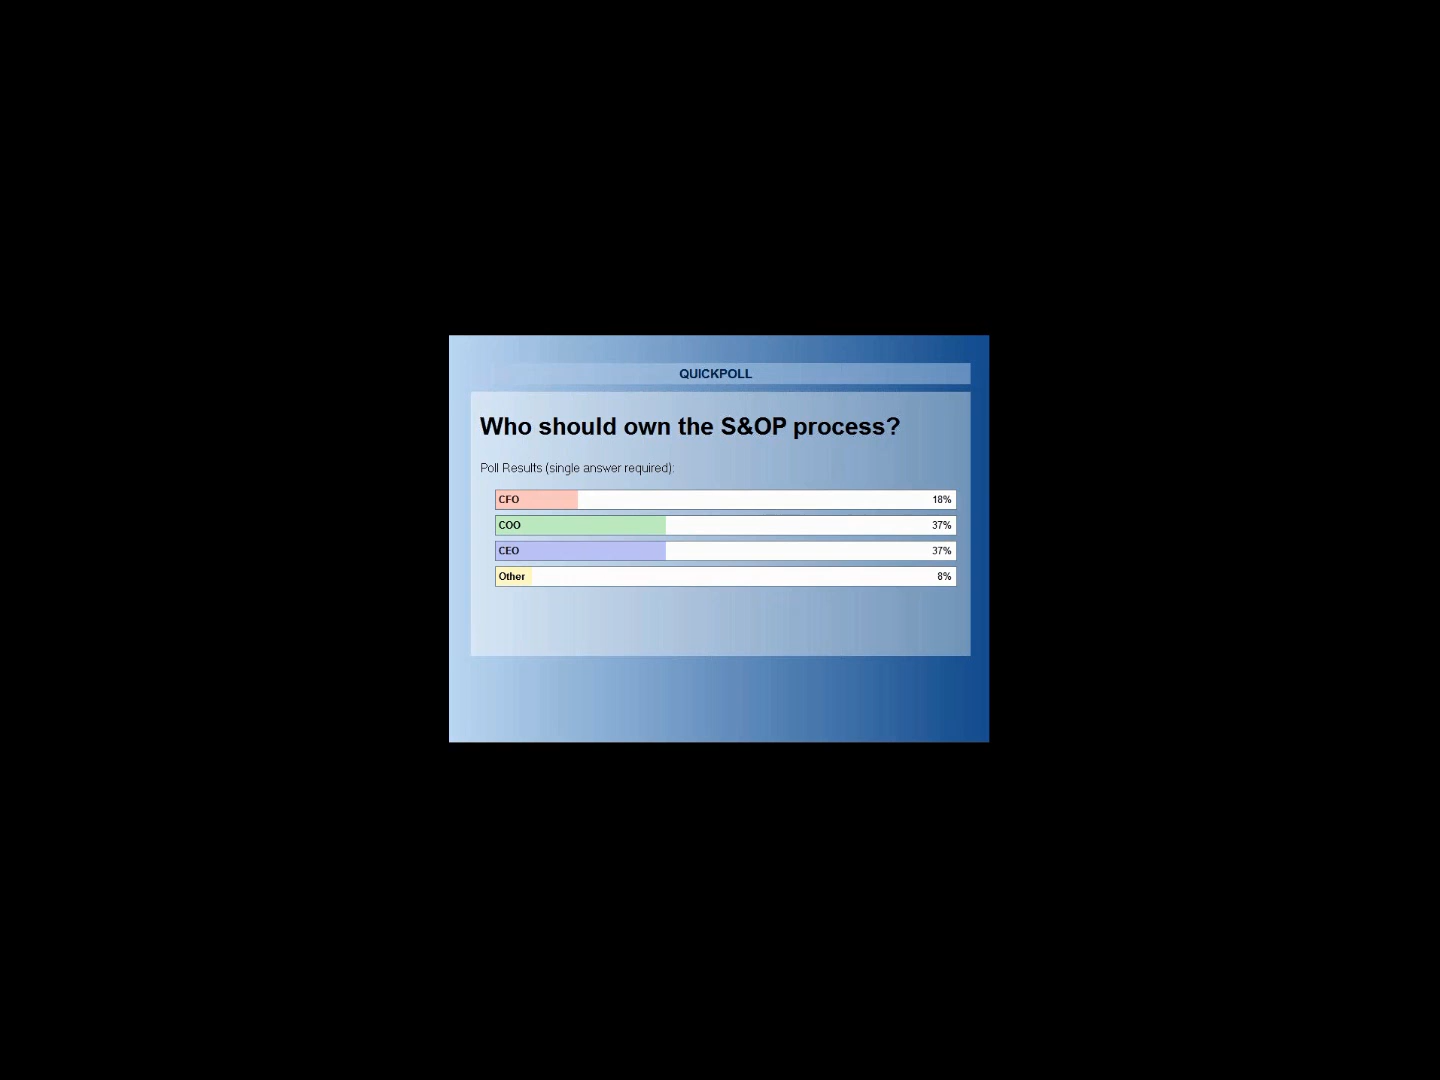 QUICKPOLL
Who should own the S&OP process?
Poll Results (single answer required):
CFO 18%
COO 37%
CEO 37%
Other 8%